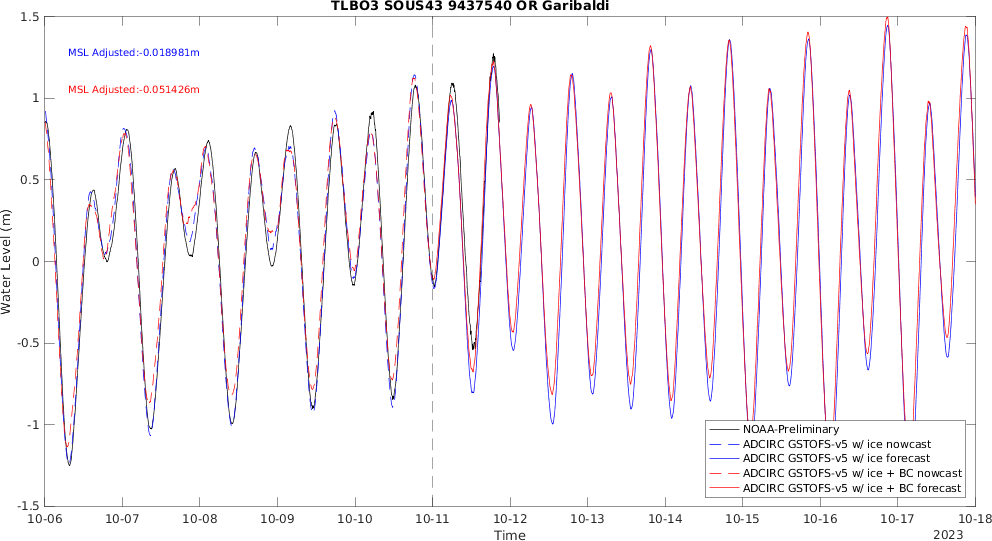 TLBO3 SOUS43 9437540 OR Garibaldi
MSL Adjusted:-0.018981m
MSL Adjusted:-0.051426m
Water Level (m)
1.5
1
0.5
0
-0.5
-1
-1.5
NOAA-Preliminary
ADCIRC GSTOFS-v5 w/ ice nowcast
ADCIRC GSTOFS-v5 w/ ice forecast
ADCIRC GSTOFS-v5 w/ ice + BC nowcast
ADCIRC GSTOFS-v5 w/ ice + BC forecast
10-06 10-07 10-08 10-09 10-10 10-11 10-12 10-13 10-14 10-15 10-16 10-17 10-18
Time
2023